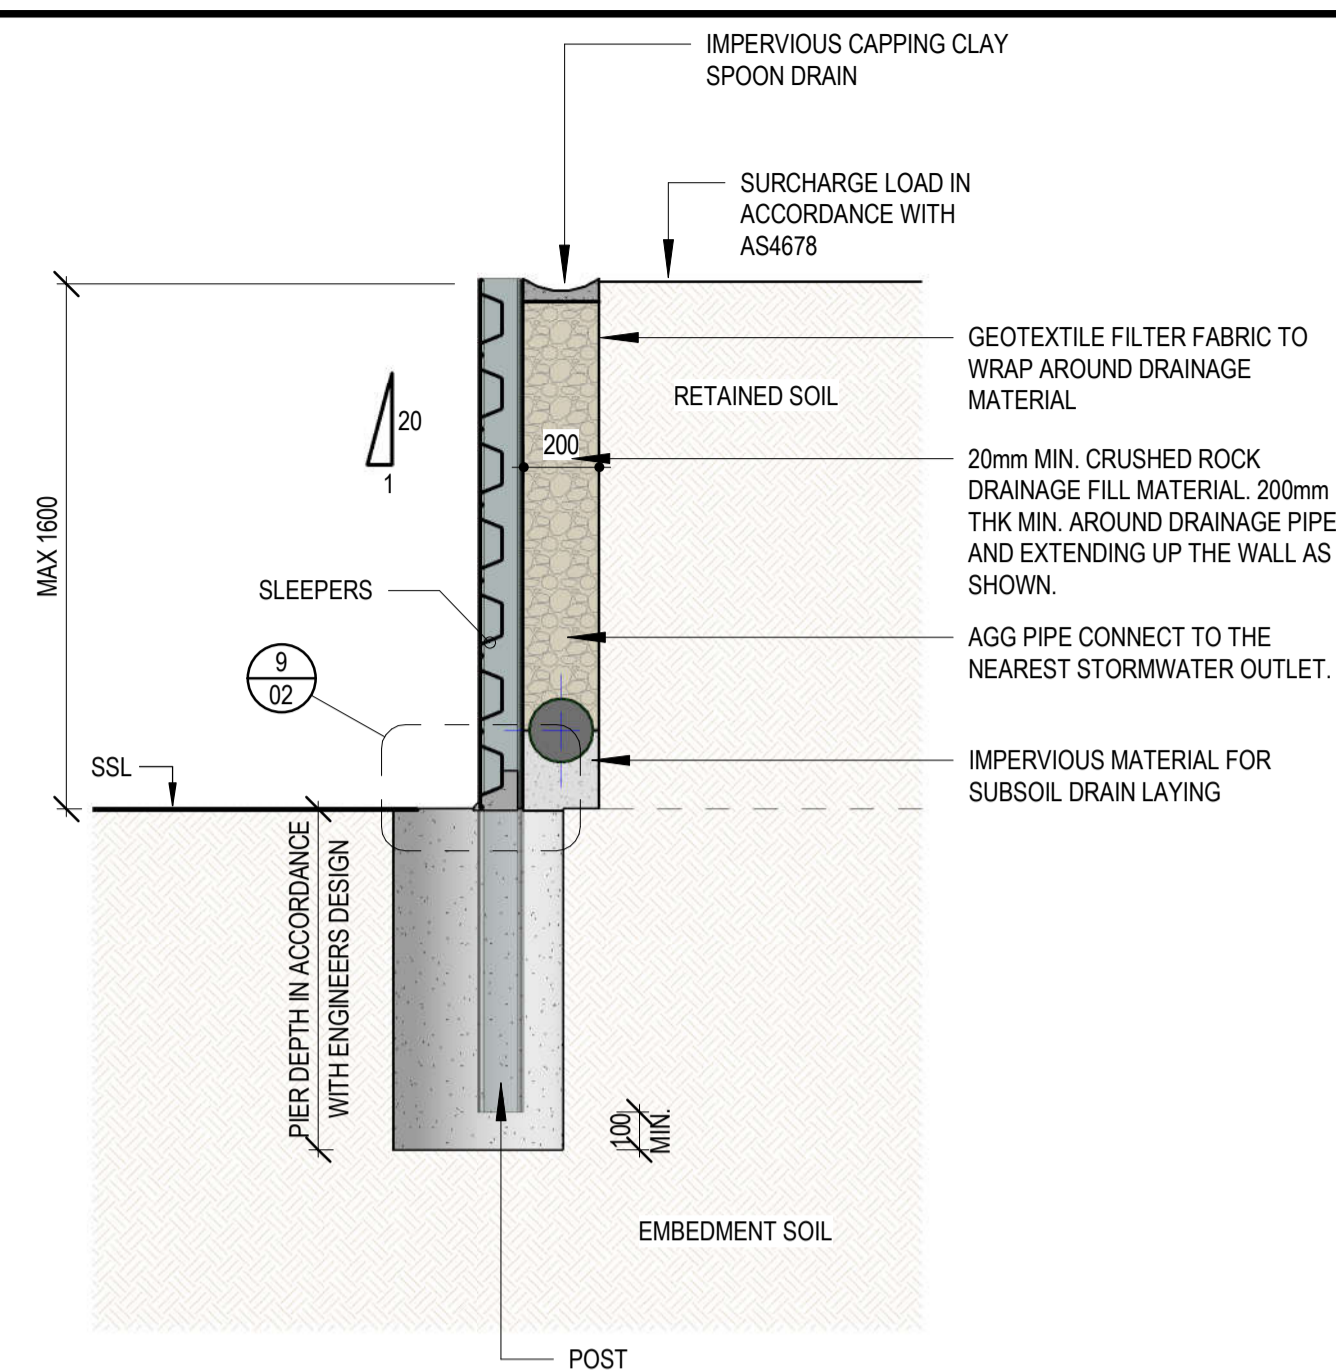 IMPERVIOUS CAPPING CLAY
SPOON DRAIN
SURCHARGE LOAD IN
ACCORDANCE WITH
AS4678
GEOTEXTILE FILTER FABRIC TO
WRAP AROUND DRAINAGE
MATERIAL
RETAINED SOIL
20
1
200
20mm MIN. CRUSHED ROCK
DRAINAGE FILL MATERIAL. 200mm
THK MIN. AROUND DRAINAGE PIPE
AND EXTENDING UP THE WALL AS
SHOWN.
MAX 1600
SLEEPERS
AGG PIPE CONNECT TO THE
NEAREST STORMWATER OUTLET.
9
02
SSL
IMPERVIOUS MATERIAL FOR
SUBSOIL DRAIN LAYING
PIER DEPTH IN ACCORDANCE
WITH ENGINEERS DESIGN
100
MIN.
EMBEDMENT SOIL
POST